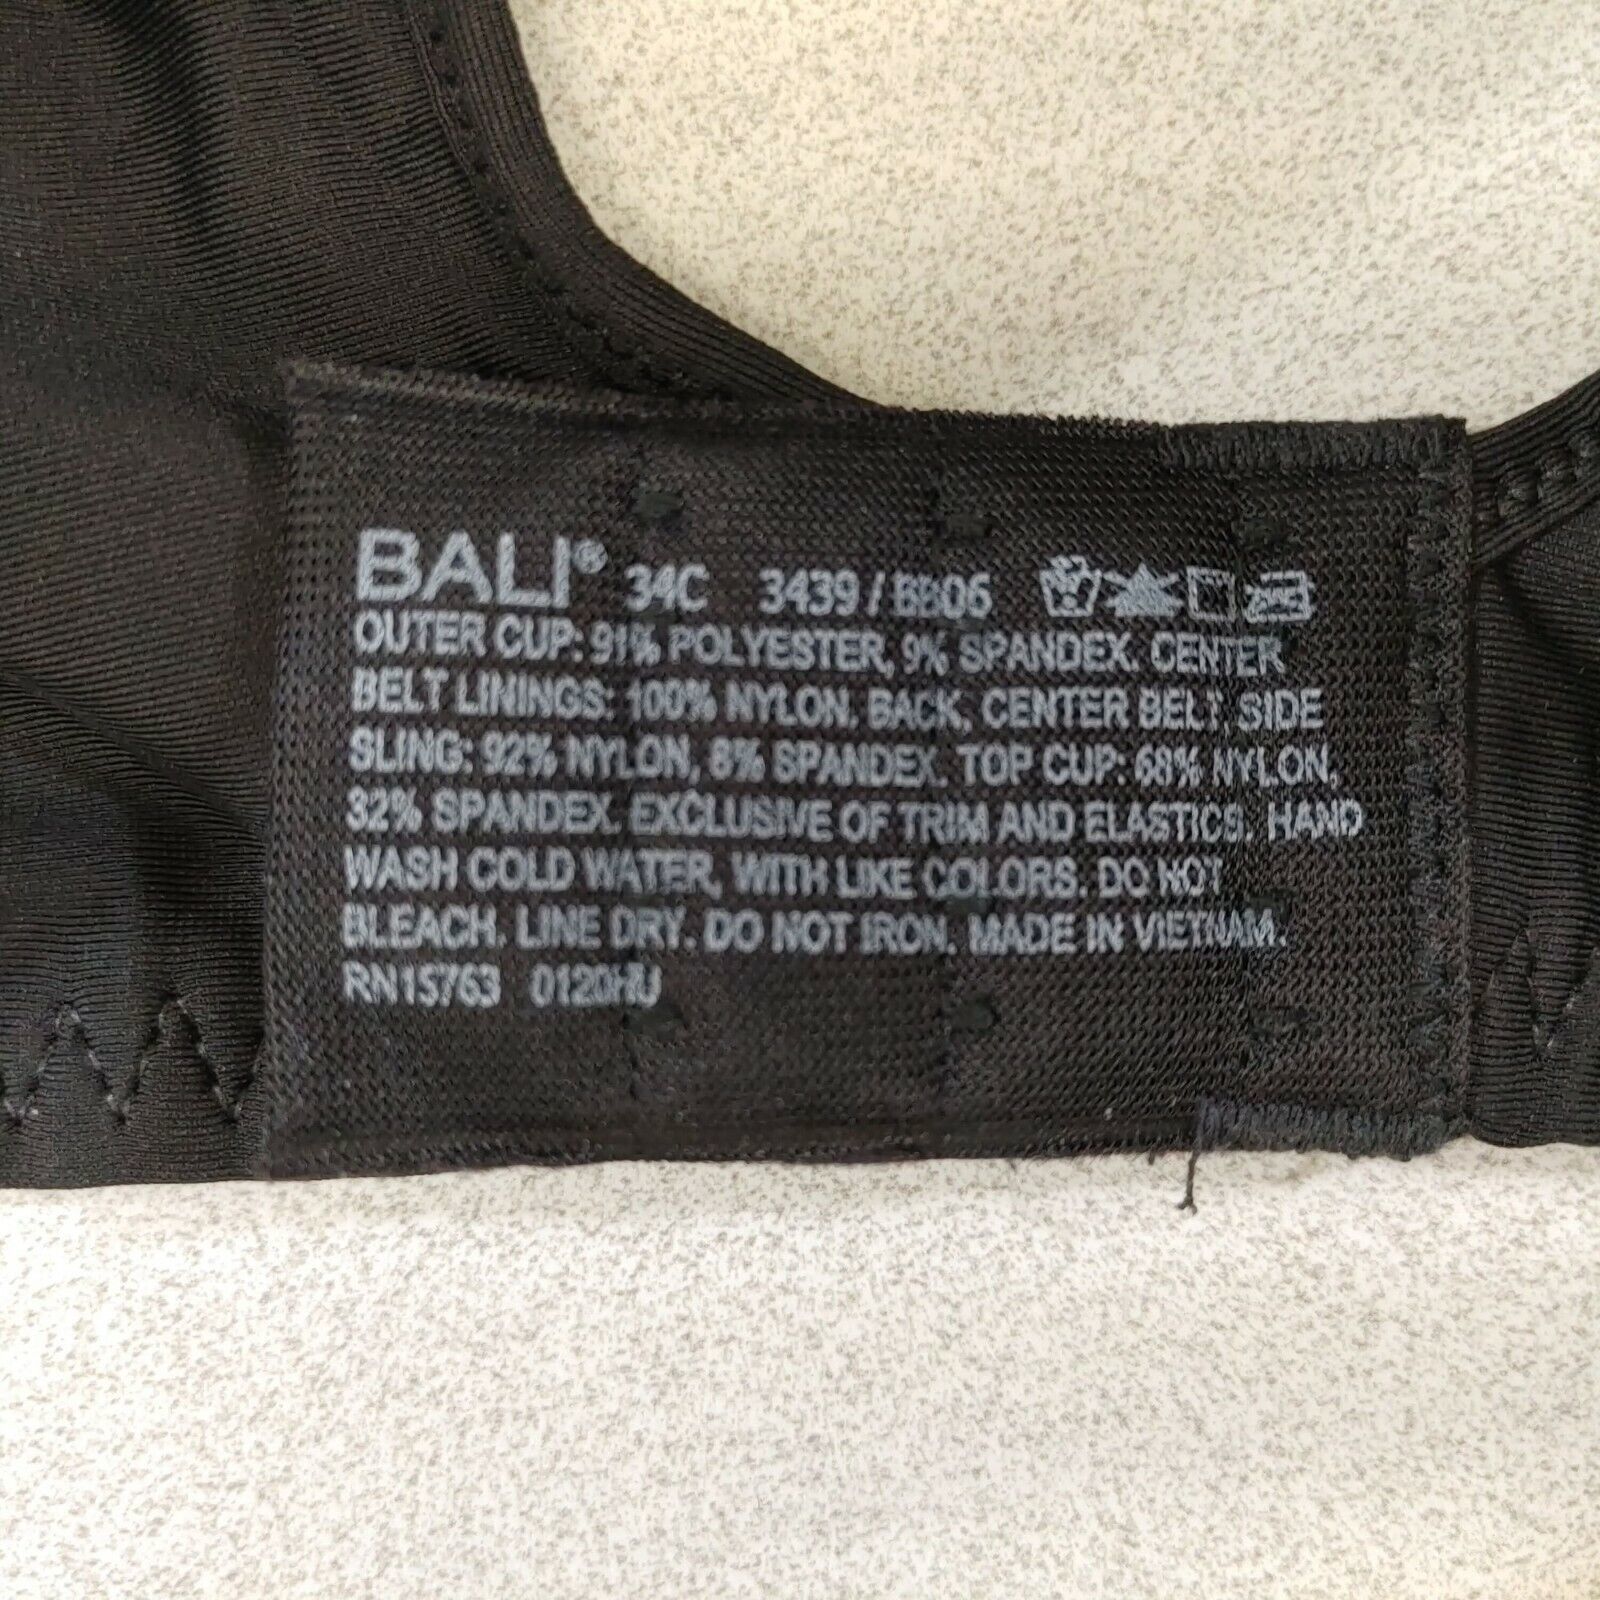 BALI® 34C 3439 / BB06
OUTER CUP: 91% POLYESTER, 9% SPANDEX. CENTER
BELT LININGS: 100% NYLON. BACK, CENTER BELT, SIDE
SLING: 92% NYLON, 8% SPANDEX. TOP CUP: 68% NYLON,
32% SPANDEX. EXCLUSIVE OF TRIM AND ELASTICS. HAND
WASH COLD WATER, WITH LIKE COLORS. DO NOT
BLEACH. LINE DRY. DO NOT IRON. MADE IN VIETNAM.
RN15763 0120HU